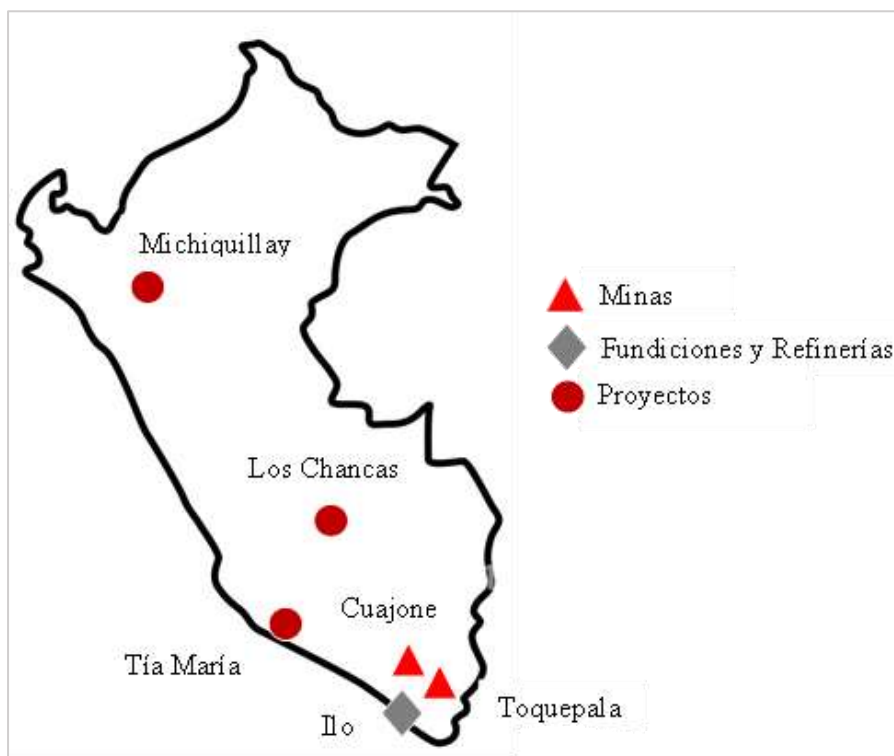 Michiquillay
Minas
Fundiciones y Refinerías
Proyectos
Los Chancas
Cuajone
Tía María
Toquepala
Ilo